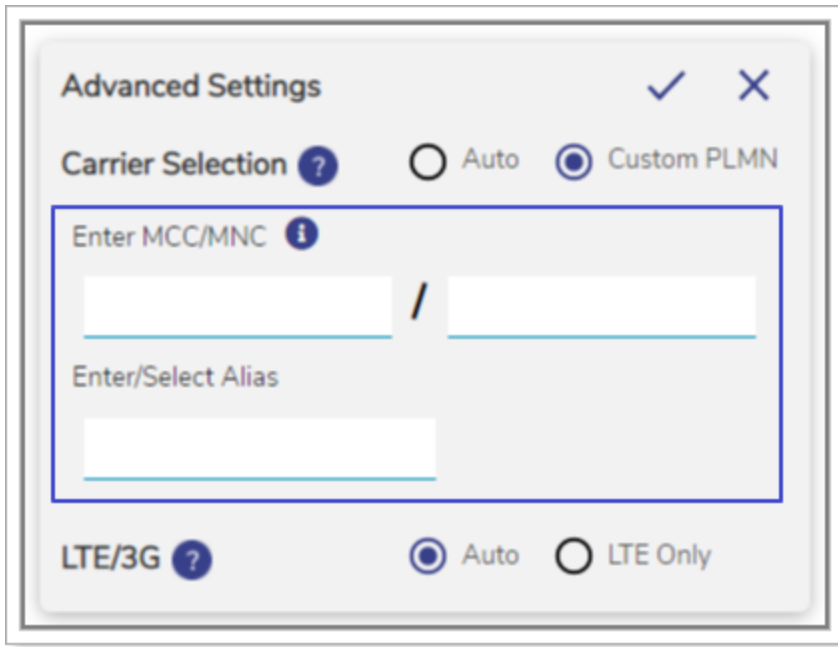 Advanced Settings
Carrier Selection ? Auto Custom PLMN
Enter MCC/MNC i
/
Enter/Select Alias
LTE/3G ? Auto LTE Only